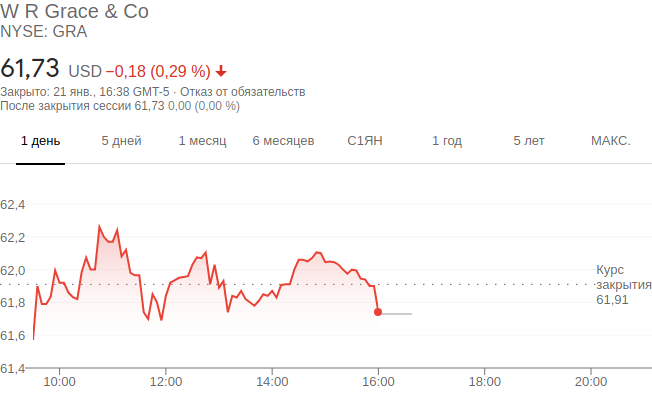 W R Grace & Co
NYSE: GRA
61,73 USD −0,18 (0,29 %)
Закрыто: 21 янв., 16:38 GMT-5 · Отказ от обязательств
После закрытия сессии 61,73 0,00 (0,00 %)
1 день 5 дней 1 месяц 6 месяцев С1ЯН 1 год 5 лет МАКС.
62,4
62,2
62,0
61,8
61,6
61,4
Курс
закрытия
61,91
10:00 12:00 14:00 16:00 18:00 20:00